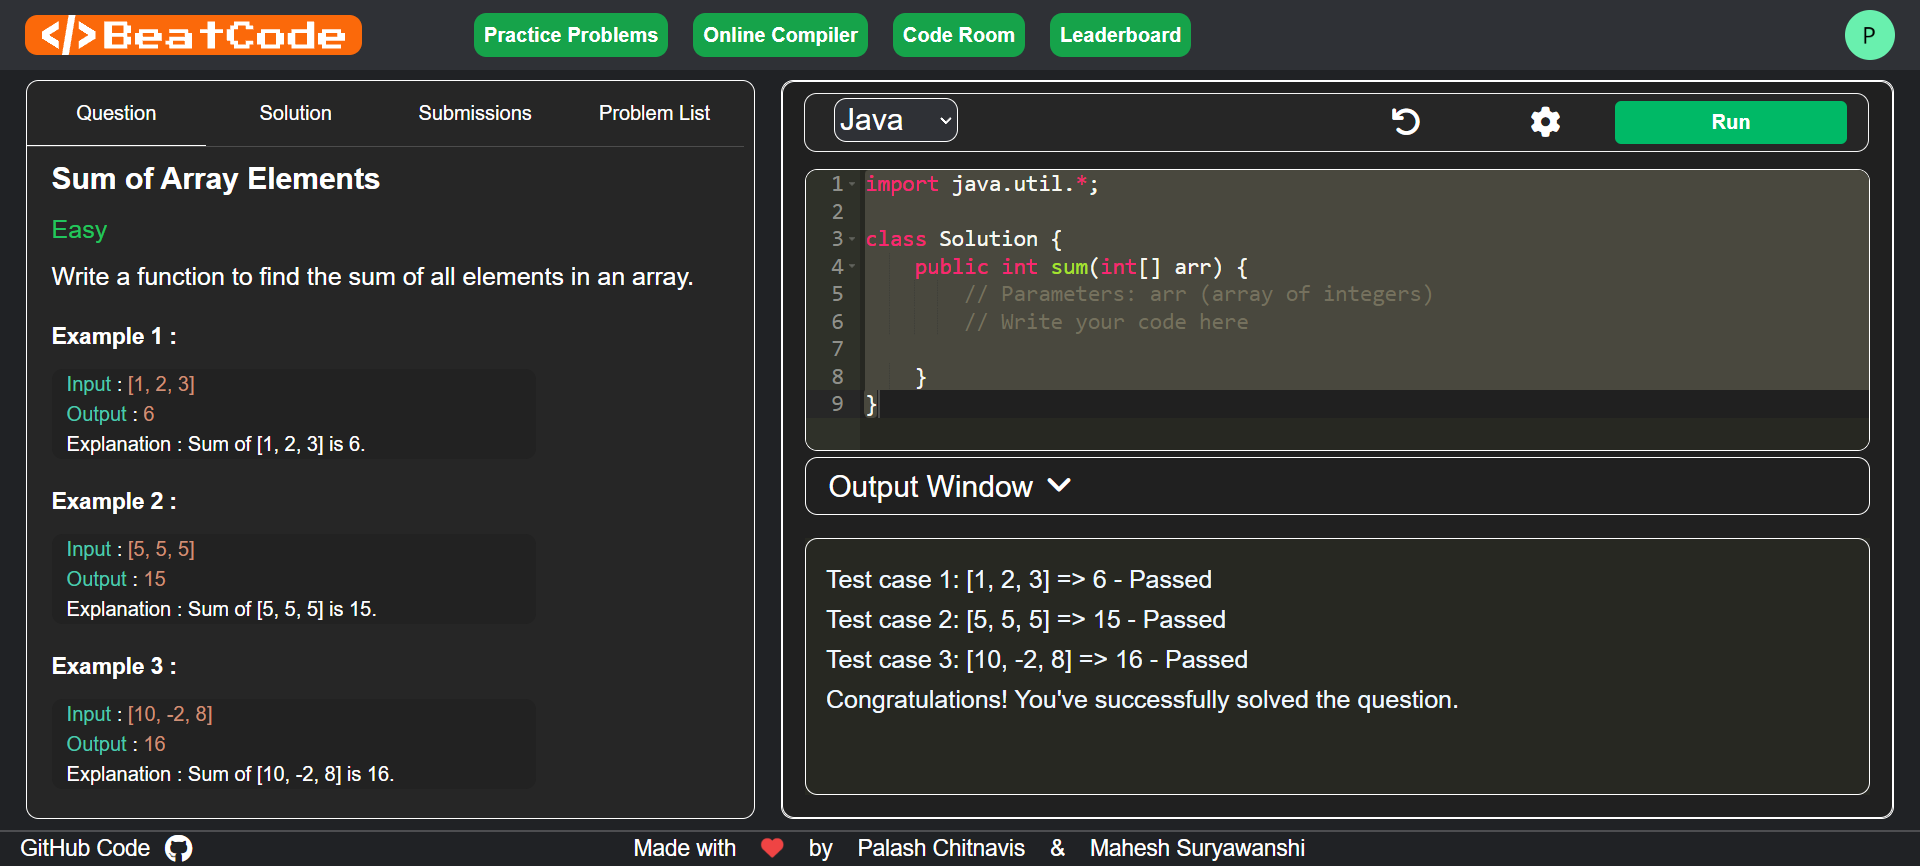 </>BeatCode
Practice Problems
Online Compiler
Code Room
Leaderboard
P
Question
Solution
Submissions
Problem List
Sum of Array Elements
Easy
Write a function to find the sum of all elements in an array.
Example 1 :
Input : [1, 2, 3]
Output : 6
Explanation : Sum of [1, 2, 3] is 6.
Example 2 :
Input : [5, 5, 5]
Output : 15
Explanation : Sum of [5, 5, 5] is 15.
Example 3 :
Input : [10, -2, 8]
Output : 16
Explanation : Sum of [10, -2, 8] is 16.
Java
Run
1 import java.util.*;
2
3 class Solution {
4     public int sum(int[] arr) {
5         // Parameters: arr (array of integers)
6         // Write your code here
7
8     }
9 }
Output Window
Test case 1: [1, 2, 3] => 6 - Passed
Test case 2: [5, 5, 5] => 15 - Passed
Test case 3: [10, -2, 8] => 16 - Passed
Congratulations! You've successfully solved the question.
GitHub Code
Made with ❤ by Palash Chitnavis & Mahesh Suryawanshi